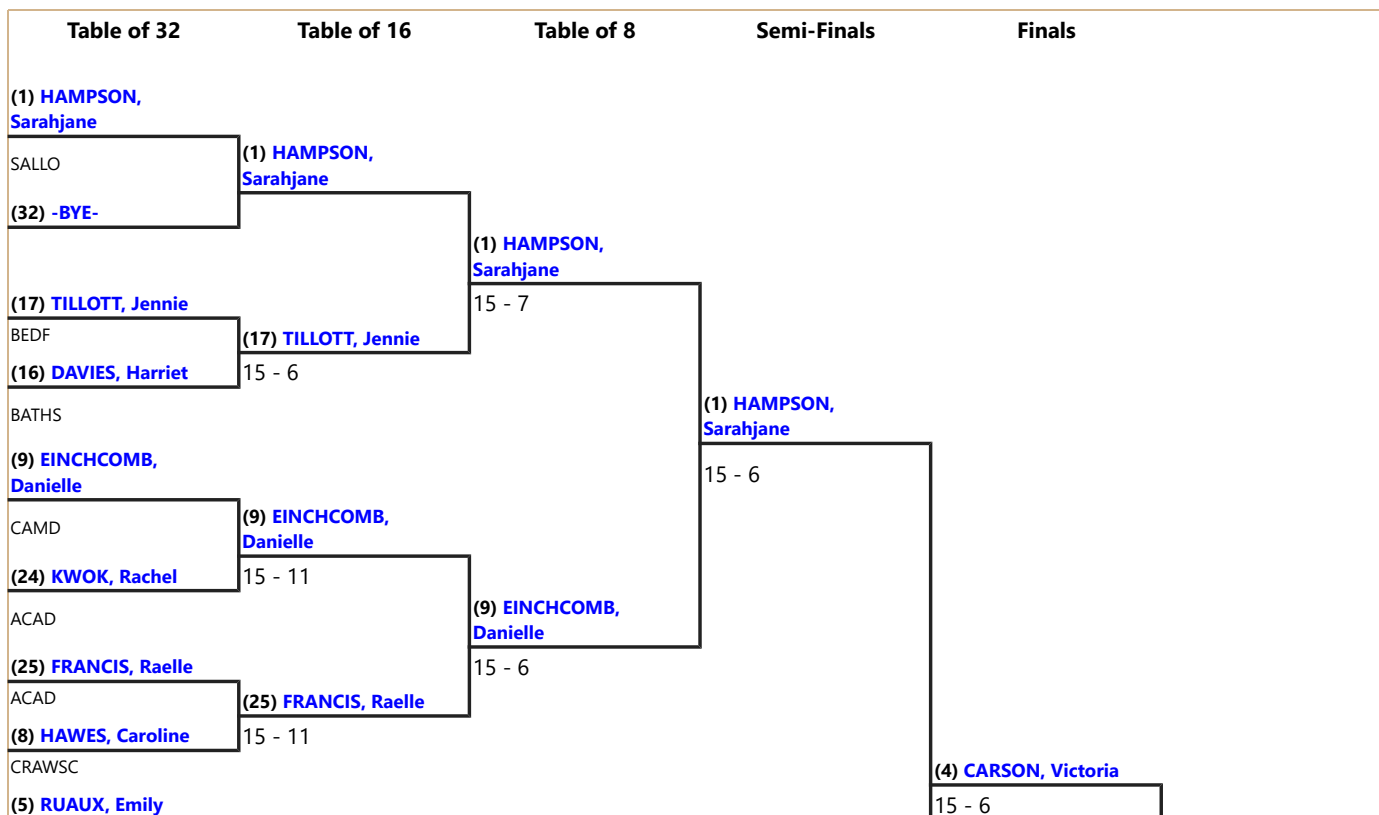 Table of 32 Table of 16 Table of 8 Semi-Finals Finals
(1) HAMPSON,
Sarahjane
SALLO
(1) HAMPSON,
Sarahjane
(32) -BYE-
(1) HAMPSON,
Sarahjane
(17) TILLOTT, Jennie
15 - 7
BEDF
(17) TILLOTT, Jennie
(16) DAVIES, Harriet
15 - 6
BATHS
(1) HAMPSON,
Sarahjane
(9) EINCHCOMB,
Danielle
15 - 6
CAMD
(9) EINCHCOMB,
Danielle
(24) KWOK, Rachel
15 - 11
ACAD
(9) EINCHCOMB,
Danielle
(25) FRANCIS, Raelle
15 - 6
ACAD
(25) FRANCIS, Raelle
(8) HAWES, Caroline
15 - 11
CRAWSC
(4) CARSON, Victoria
(5) RUAUX, Emily
15 - 6